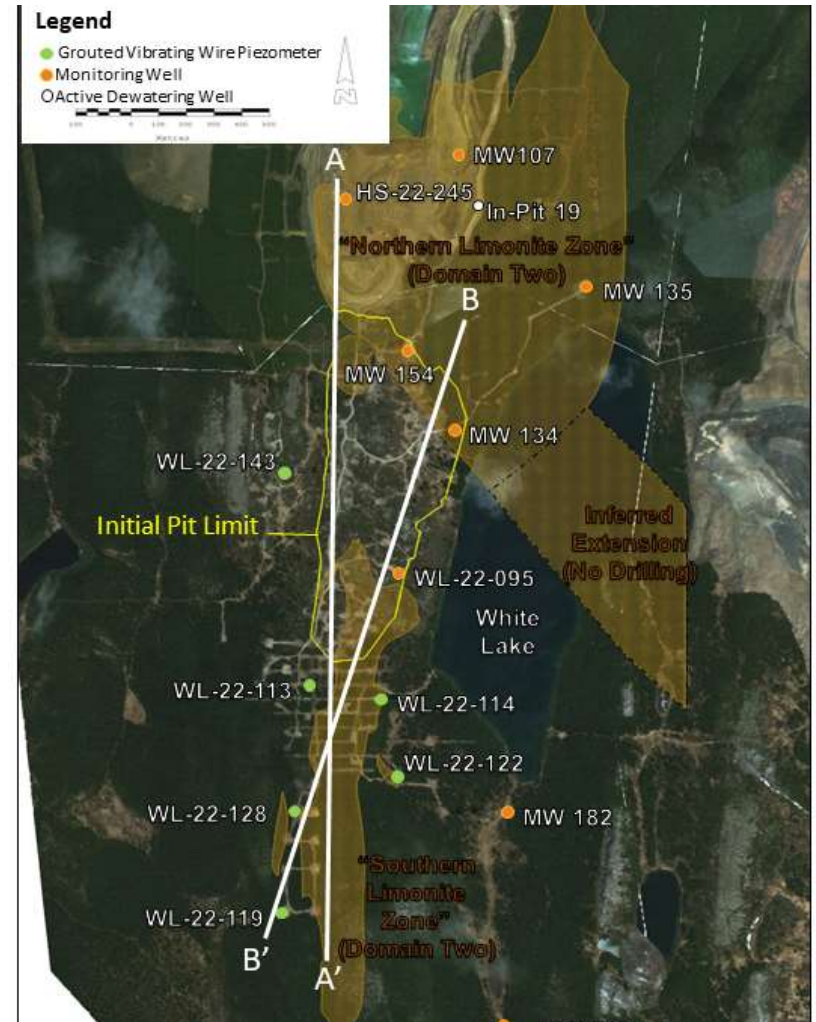 Legend
Grouted Vibrating Wire Piezometer
Monitoring Well
Active Dewatering Well
A
MW107
HS-22-245
In-Pit 19
“Northern Limonite Zone”
(Domain Two)
B
MW 135
MW 154
MW 134
WL-22-143
Initial Pit Limit
Inferred
Extension
(No Drilling)
WL-22-095
White
Lake
WL-22-113
WL-22-114
WL-22-122
WL-22-128
MW 182
“Southern
Limonite
Zone”
(Domain Two)
WL-22-119
B’
A’